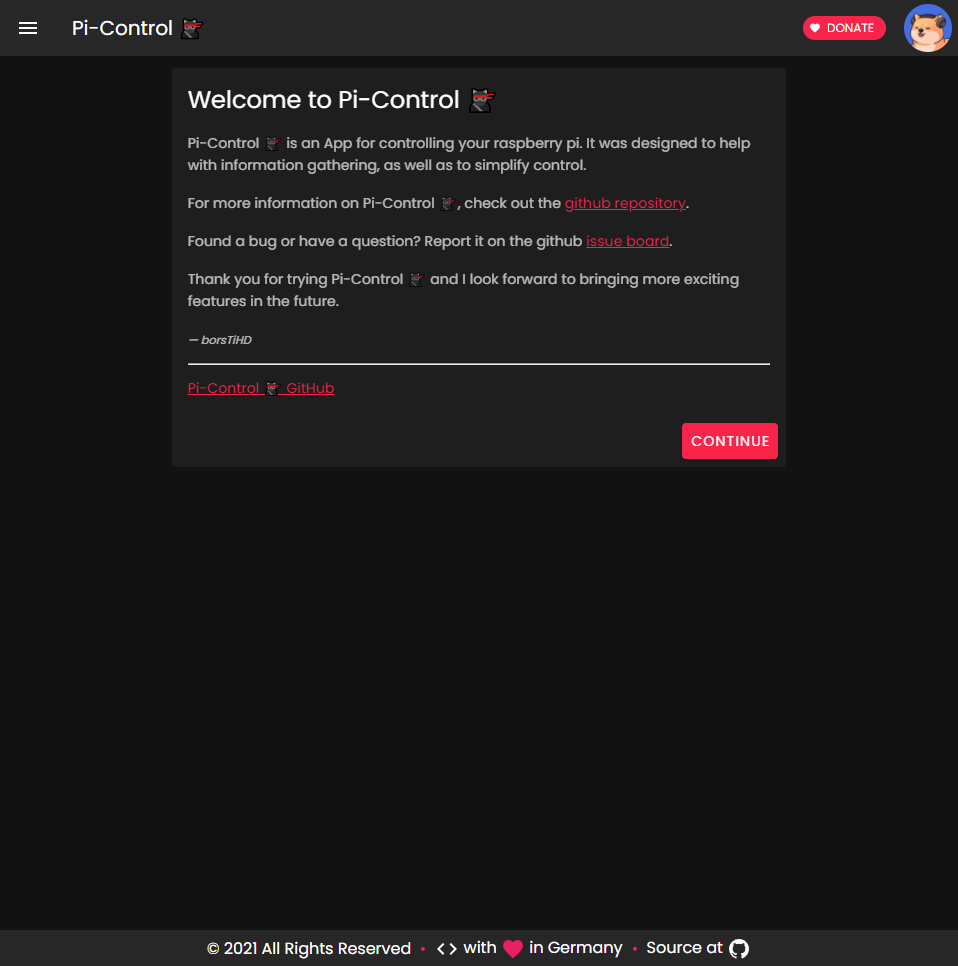 Pi-Control
DONATE
Welcome to Pi-Control
Pi-Control is an App for controlling your raspberry pi. It was designed to help
with information gathering, as well as to simplify control.
For more information on Pi-Control , check out the github repository.
Found a bug or have a question? Report it on the github issue board.
Thank you for trying Pi-Control and I look forward to bringing more exciting
features in the future.
— borsTiHD
Pi-Control GitHub
CONTINUE
© 2021 All Rights Reserved • <> with in Germany • Source at